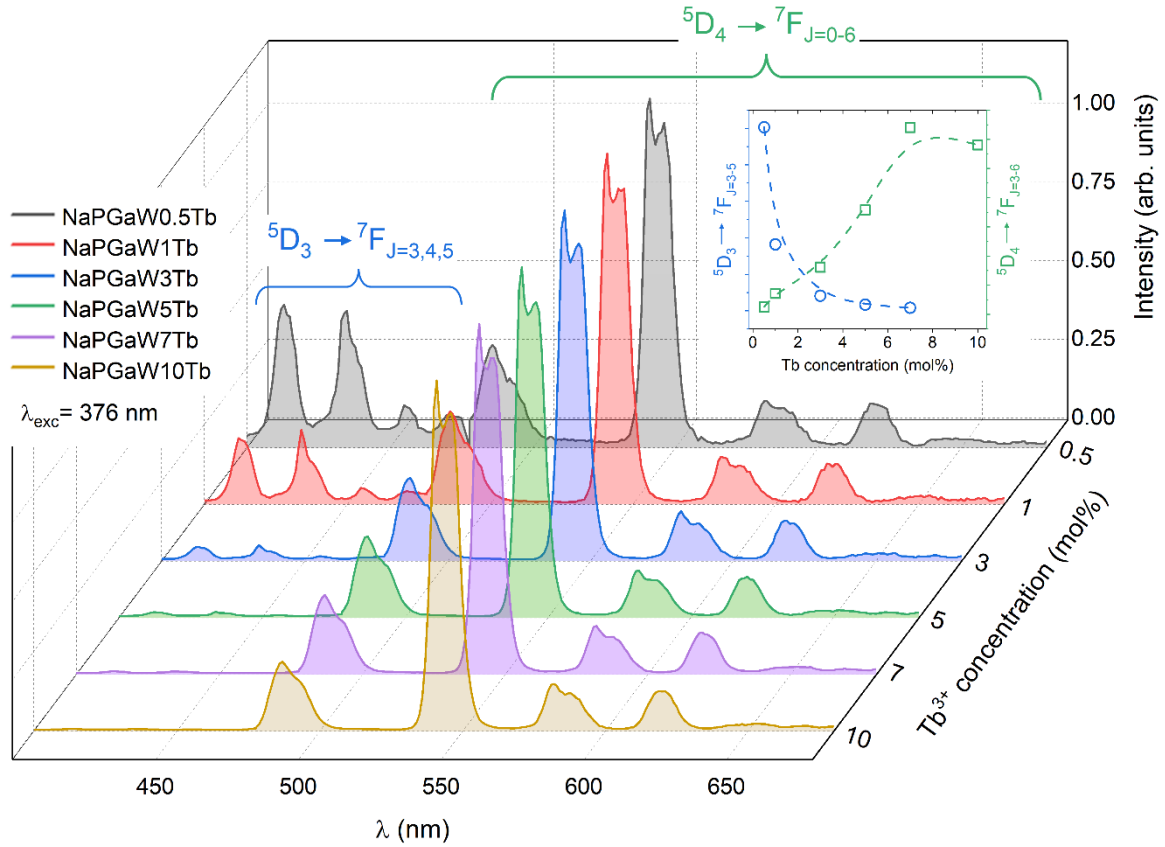 ⁵D₄ → ⁷F_J=0-6
1.00
0.75
0.50
0.25
0.00
Intensity (arb. units)
NaPGaW0.5Tb
NaPGaW1Tb
NaPGaW3Tb
NaPGaW5Tb
NaPGaW7Tb
NaPGaW10Tb
λexc= 376 nm
⁵D₃ → ⁷F_J=3,4,5
⁵D₃ → ⁷F_J=3-5
⁵D₄ → ⁷F_J=3-6
0 2 4 6 8 10
Tb concentration (mol%)
0.5
1
3
5
7
10
Tb³⁺ concentration (mol%)
450 500 550 600 650
λ (nm)